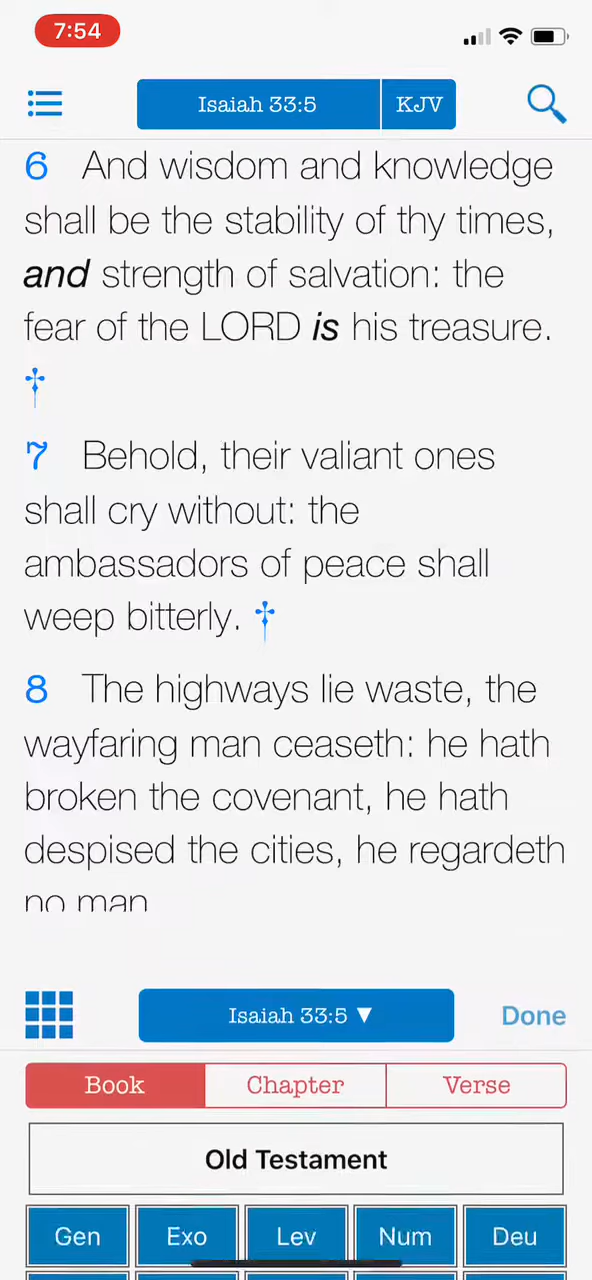 7:54
Isaiah 33:5 KJV
6 And wisdom and knowledge
shall be the stability of thy times,
and strength of salvation: the
fear of the LORD is his treasure.
†
7 Behold, their valiant ones
shall cry without: the
ambassadors of peace shall
weep bitterly. †
8 The highways lie waste, the
wayfaring man ceaseth: he hath
broken the covenant, he hath
despised the cities, he regardeth
no man
Isaiah 33:5 ▼ Done
Book Chapter Verse
Old Testament
Gen Exo Lev Num Deu